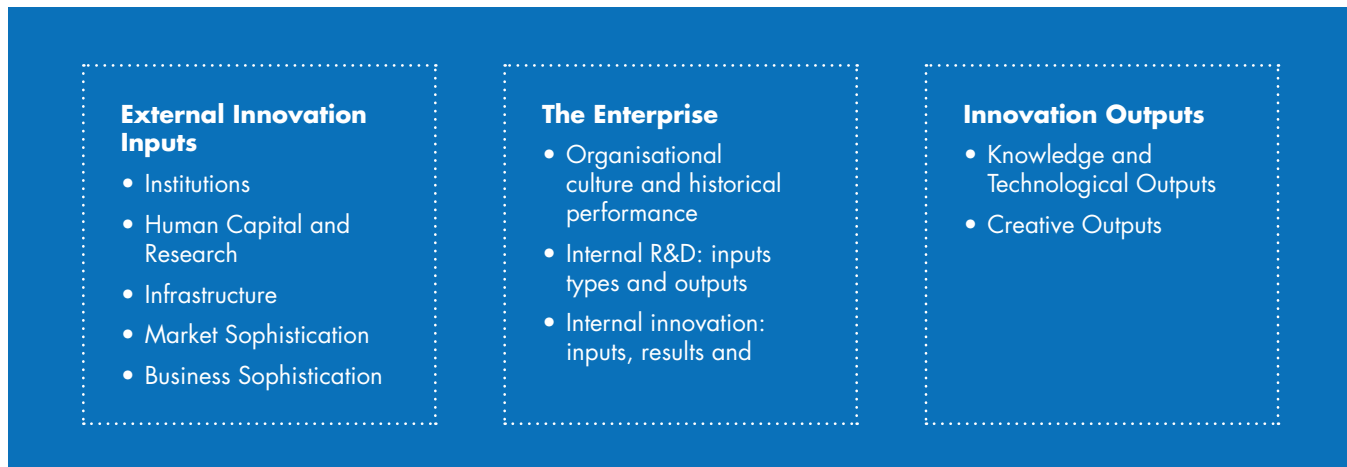 External Innovation
Inputs
• Institutions
• Human Capital and
Research
• Infrastructure
• Market Sophistication
• Business Sophistication
The Enterprise
• Organisational
culture and historical
performance
• Internal R&D: inputs
types and outputs
• Internal innovation:
inputs, results and
Innovation Outputs
• Knowledge and
Technological Outputs
• Creative Outputs